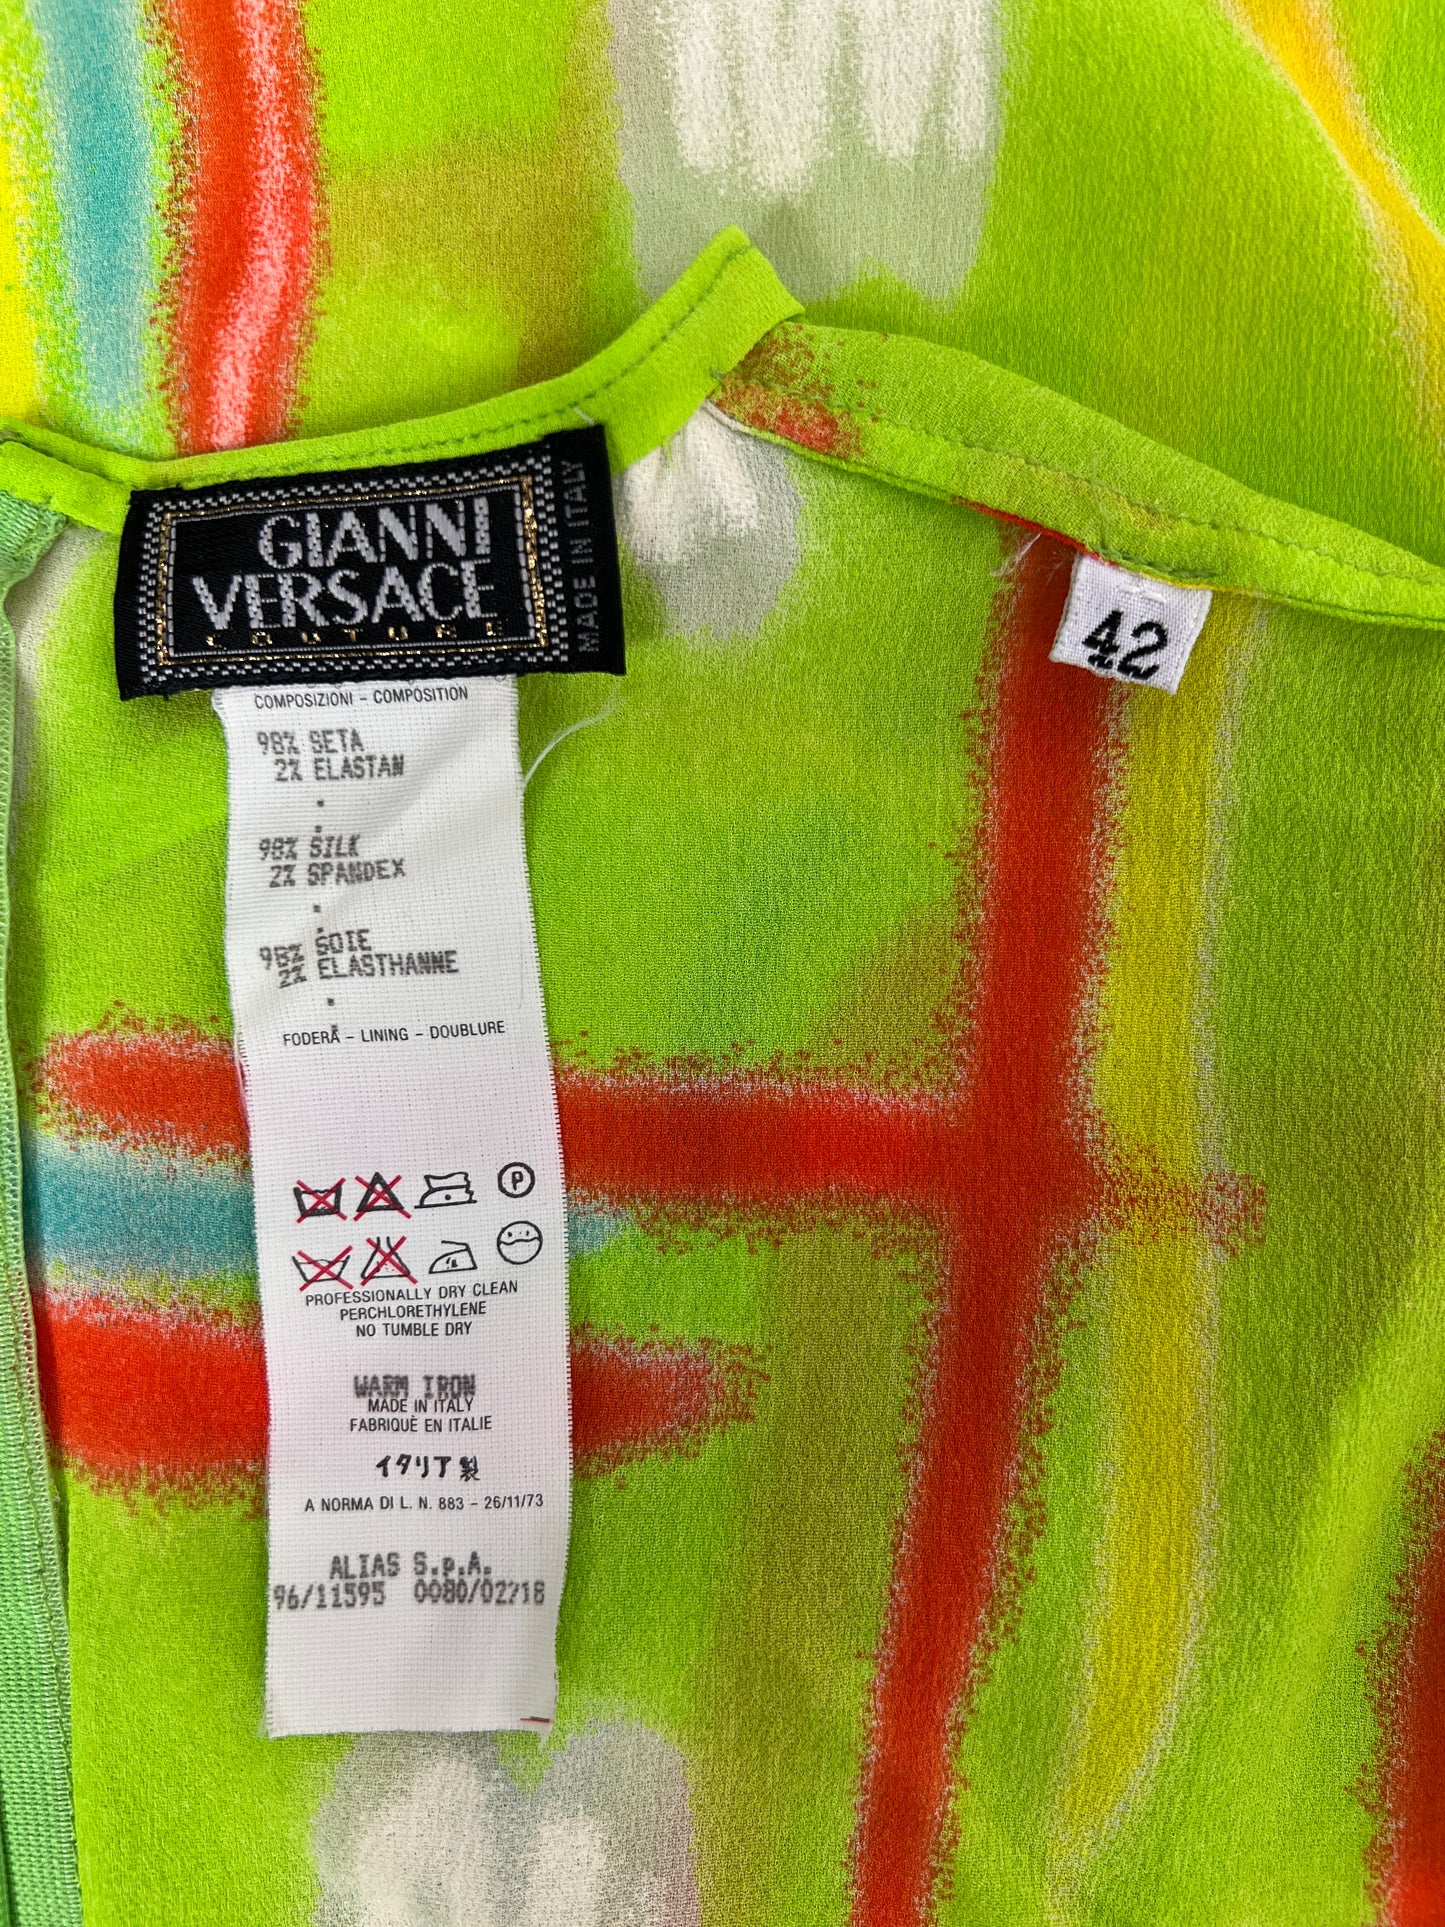 GIANNI
VERSACE
COUTURE
MADE IN ITALY
42
COMPOSIZIONI - COMPOSITION
98% SETA
2% ELASTAN
98% SILK
2% SPANDEX
98% SOIE
2% ELASTHANNE
FODERA - LINING - DOUBLURE
P
PROFESSIONALLY DRY CLEAN
PERCHLORETHYLENE
NO TUMBLE DRY
WARM IRON
MADE IN ITALY
FABRIQUÈ EN ITALIE
イタリア製
A NORMA DI L. N. 883 - 26/11/73
ALIAS S.p.A.
96/11595 0080/02718